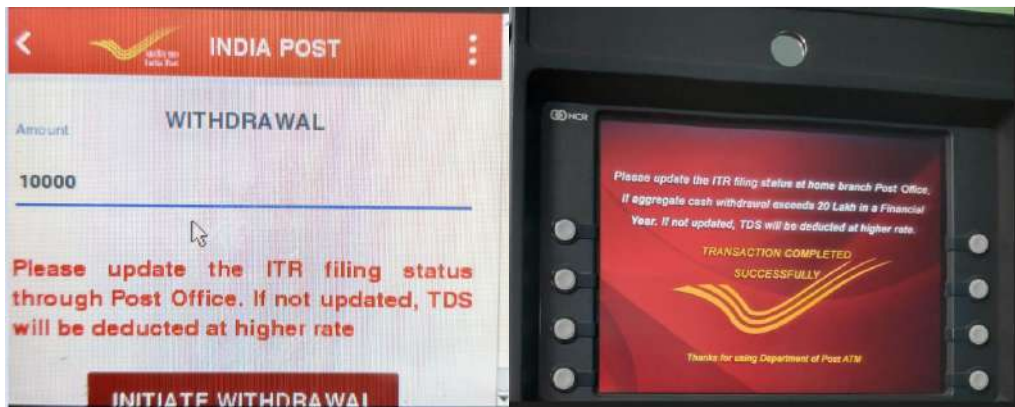 INDIA POST
India Post
WITHDRAWAL
Amount
10000
Please update the ITR filing status
through Post Office. If not updated, TDS
will be deducted at higher rate
INITIATE WITHDRAWAL
NCR
Please update the ITR filing status at home branch Post Office,
If aggregate cash withdrawal exceeds 20 Lakh in a Financial
Year. If not updated, TDS will be deducted at higher rate.
TRANSACTION COMPLETED
SUCCESSFULLY
Thanks for using Department of Post ATM